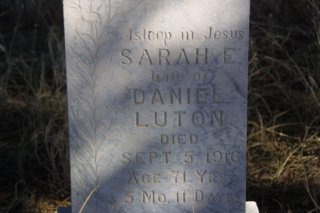 Asleep in Jesus
SARAH E.
Wife of
DANIEL
LUTON
DIED
SEPT. 5, 1916
AGE 71 YRS.
5 MO. 11 DAYS.